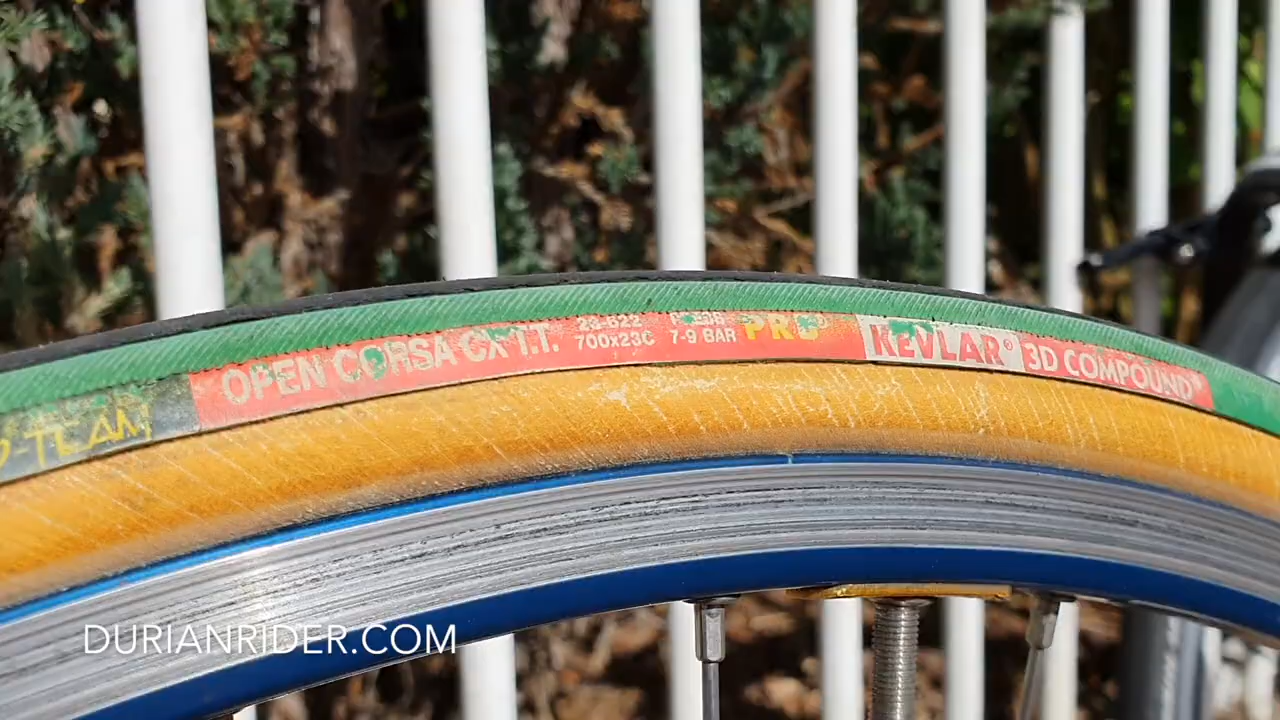 -TEAM
OPEN CORSA CX T.T.
23-622
700x23C
7-9 BAR
PRO
KEVLAR®
3D COMPOUND®
DURIANRIDER.COM